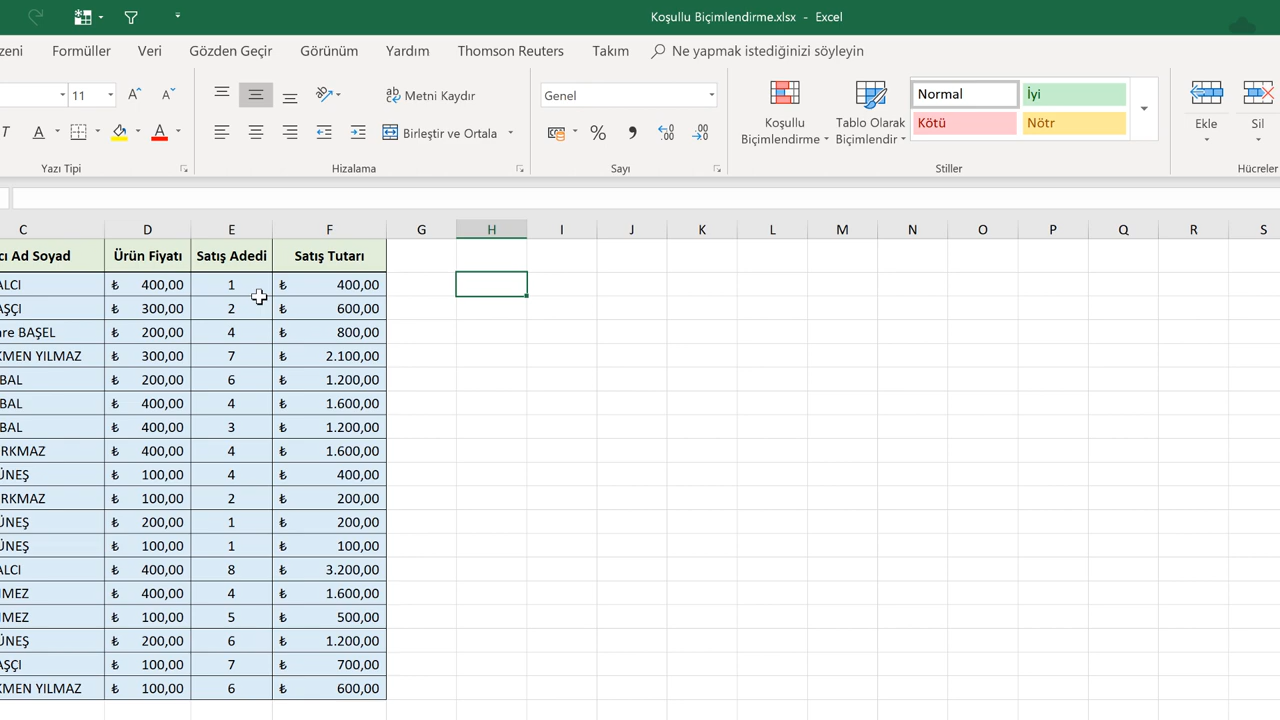 Koşullu Biçimlendirme.xlsx - Excel
zeni Formüller Veri Gözden Geçir Görünüm Yardım Thomson Reuters Takım Ne yapmak istediğinizi söyleyin
11 Metni Kaydır Genel Koşullu Biçimlendirme Tablo Olarak Biçimlendir Normal İyi Ekle Sil
T A A Birleştir ve Ortala % Kötü Nötr
Yazı Tipi Hizalama Sayı Stiller Hücreler
C D E F G H I J K L M N O P Q R S
cı Ad Soyad Ürün Fiyatı Satış Adedi Satış Tutarı
ALCI ₺ 400,00 1 ₺ 400,00
AŞÇI ₺ 300,00 2 ₺ 600,00
re BAŞEL ₺ 200,00 4 ₺ 800,00
KMEN YILMAZ ₺ 300,00 7 ₺ 2.100,00
BAL ₺ 200,00 6 ₺ 1.200,00
BAL ₺ 400,00 4 ₺ 1.600,00
BAL ₺ 400,00 3 ₺ 1.200,00
RKMAZ ₺ 400,00 4 ₺ 1.600,00
ÜNEŞ ₺ 100,00 4 ₺ 400,00
RKMAZ ₺ 100,00 2 ₺ 200,00
ÜNEŞ ₺ 200,00 1 ₺ 200,00
ÜNEŞ ₺ 100,00 1 ₺ 100,00
ALCI ₺ 400,00 8 ₺ 3.200,00
MEZ ₺ 400,00 4 ₺ 1.600,00
MEZ ₺ 100,00 5 ₺ 500,00
ÜNEŞ ₺ 200,00 6 ₺ 1.200,00
AŞÇI ₺ 100,00 7 ₺ 700,00
KMEN YILMAZ ₺ 100,00 6 ₺ 600,00